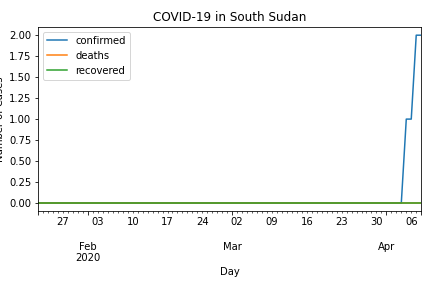 COVID-19 in South Sudan
confirmed
deaths
recovered
2.00
1.75
1.50
1.25
1.00
0.75
0.50
0.25
0.00
27 03 10 17 24 02 09 16 23 30 06
Feb Mar Apr
2020
Day